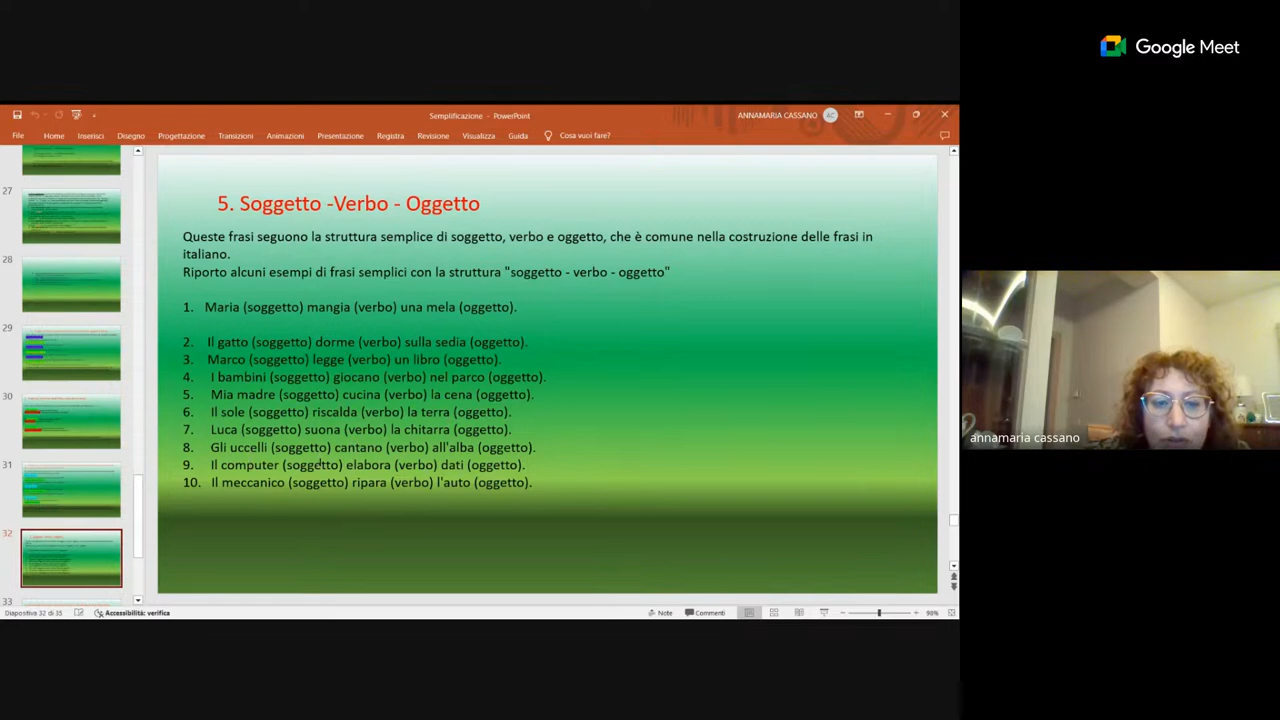 Google Meet
Semplificazione - PowerPoint
ANNAMARIA CASSANO
AC
File Home Inserisci Disegno Progettazione Transizioni Animazioni Presentazione Registra Revisione Visualizza Guida Cosa vuoi fare?
27
28
29
30
31
32
33
5. Soggetto -Verbo - Oggetto
Queste frasi seguono la struttura semplice di soggetto, verbo e oggetto, che è comune nella costruzione delle frasi in
italiano.
Riporto alcuni esempi di frasi semplici con la struttura "soggetto - verbo - oggetto"
1. Maria (soggetto) mangia (verbo) una mela (oggetto).
2. Il gatto (soggetto) dorme (verbo) sulla sedia (oggetto).
3. Marco (soggetto) legge (verbo) un libro (oggetto).
4. I bambini (soggetto) giocano (verbo) nel parco (oggetto).
5. Mia madre (soggetto) cucina (verbo) la cena (oggetto).
6. Il sole (soggetto) riscalda (verbo) la terra (oggetto).
7. Luca (soggetto) suona (verbo) la chitarra (oggetto).
8. Gli uccelli (soggetto) cantano (verbo) all'alba (oggetto).
9. Il computer (soggetto) elabora (verbo) dati (oggetto).
10. Il meccanico (soggetto) ripara (verbo) l'auto (oggetto).
annamaria cassano
Diapositiva 32 di 35 Accessibilità: verifica Note Commenti 90%